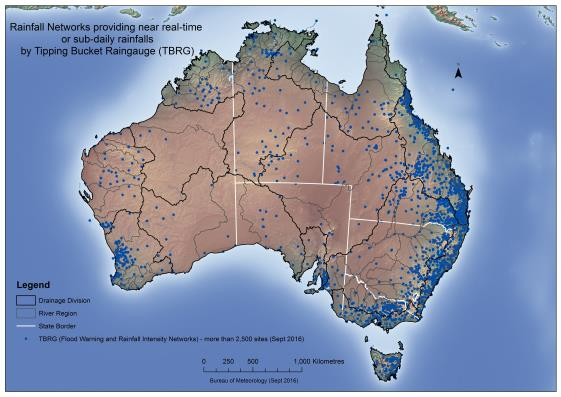 Rainfall Networks providing near real-time
or sub-daily rainfalls
by Tipping Bucket Raingauge (TBRG)
N
Legend
Drainage Division
River Region
State Border
TBRG (Flood Warning and Rainfall Intensity Networks) - more than 2,500 sites (Sept 2016)
0 250 500 1,000 Kilometres
Bureau of Meteorology (Sept 2016)